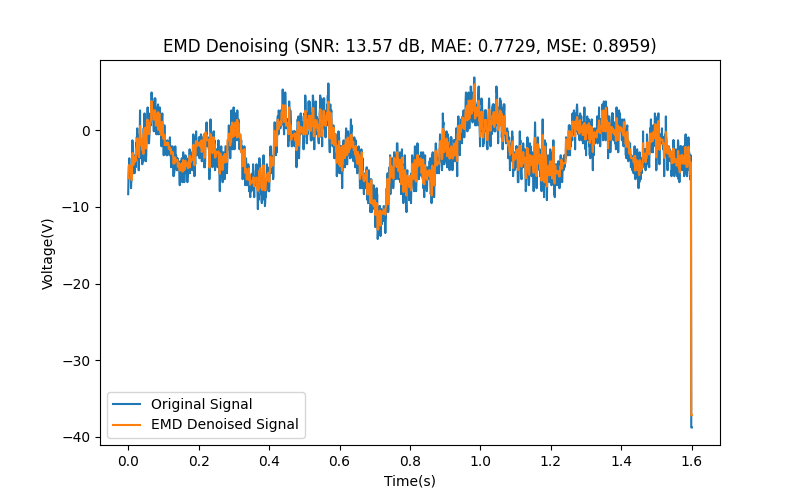 EMD Denoising (SNR: 13.57 dB, MAE: 0.7729, MSE: 0.8959)
0
−10
−20
−30
−40
Voltage(V)
Original Signal
EMD Denoised Signal
0.0 0.2 0.4 0.6 0.8 1.0 1.2 1.4 1.6
Time(s)